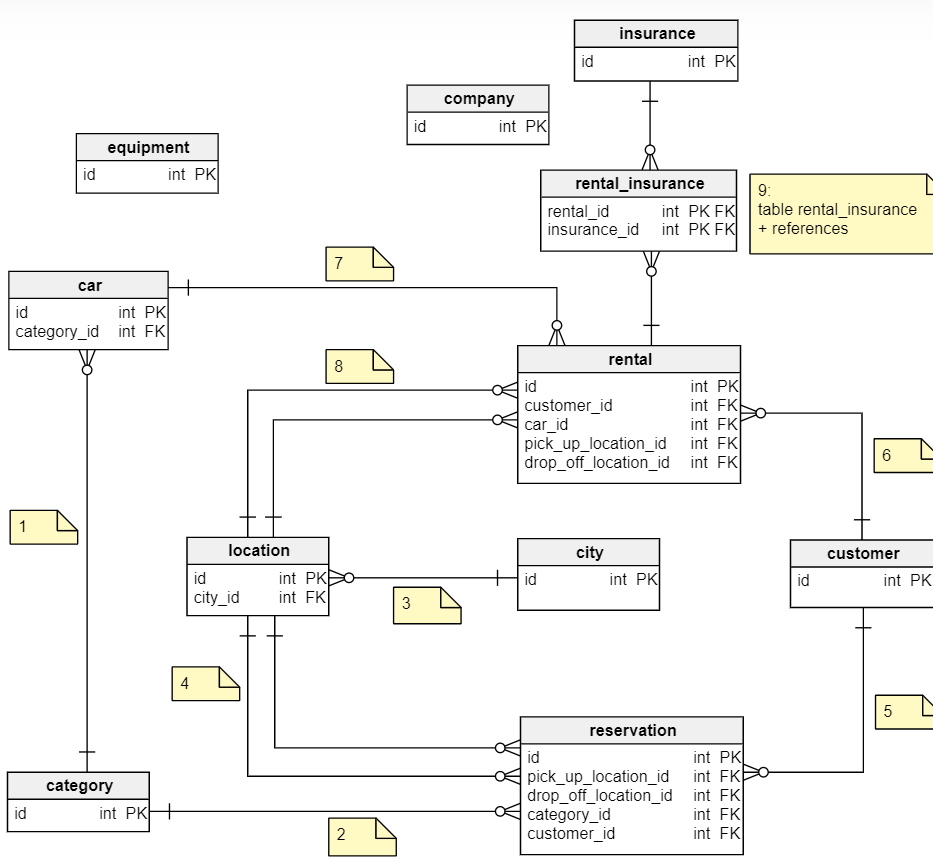 insurance
id int PK
company
id int PK
equipment
id int PK
rental_insurance
rental_id int PK FK
insurance_id int PK FK
9:
table rental_insurance
+ references
7
car
id int PK
category_id int FK
8
rental
id int PK
customer_id int FK
car_id int FK
pick_up_location_id int FK
drop_off_location_id int FK
6
1
location
id int PK
city_id int FK
city
id int PK
customer
id int PK
3
4
5
reservation
id int PK
pick_up_location_id int FK
drop_off_location_id int FK
category_id int FK
customer_id int FK
category
id int PK
2